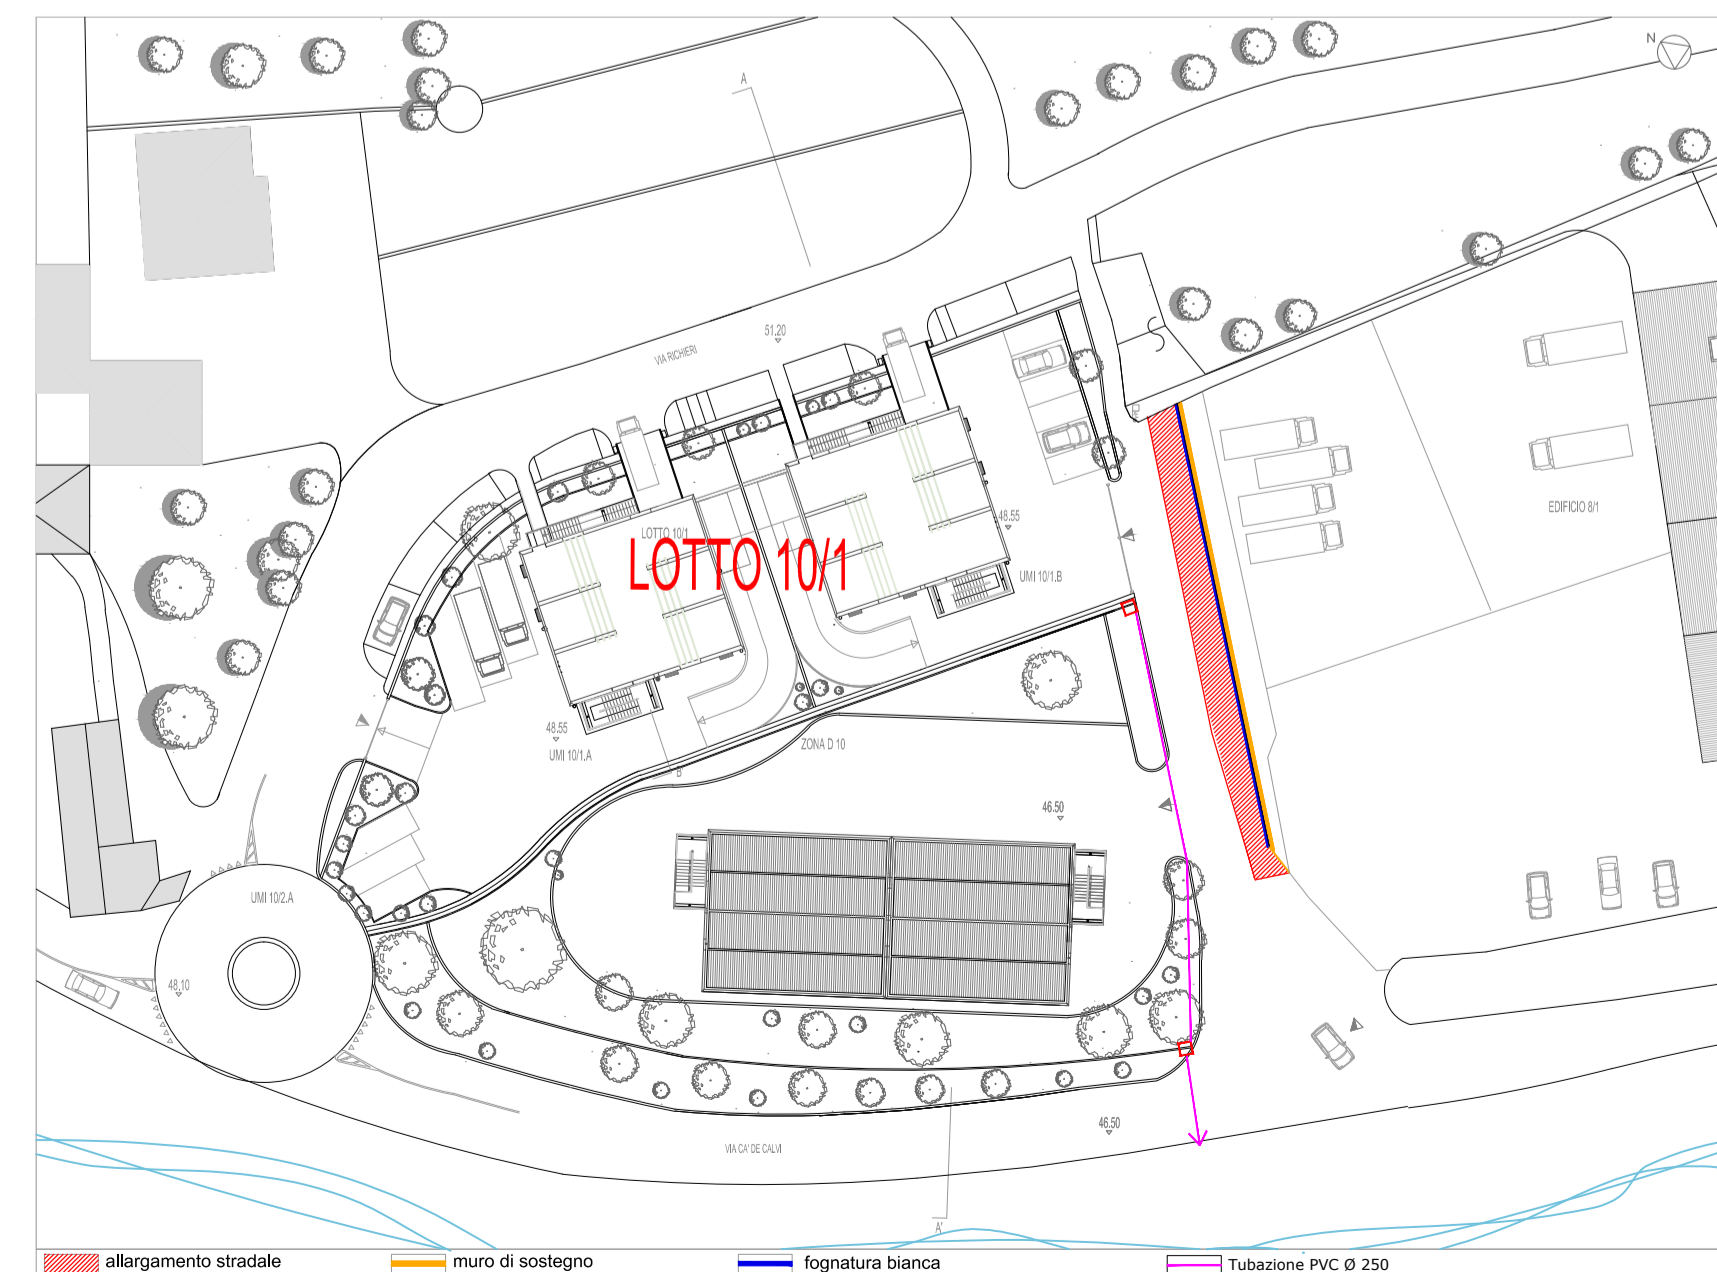 N
A
51.20
VIA RICHIERI
EDIFICIO 8/1
48.55
LOTTO 10/1
LOTTO 10/1
UMI 10/1.B
48.55
UMI 10/1.A
ZONA D 10
B
46.50
UMI 10/2.A
48.10
46.50
VIA CA' DE CALVI
A'
allargamento stradale
muro di sostegno
fognatura bianca
Tubazione PVC Ø 250